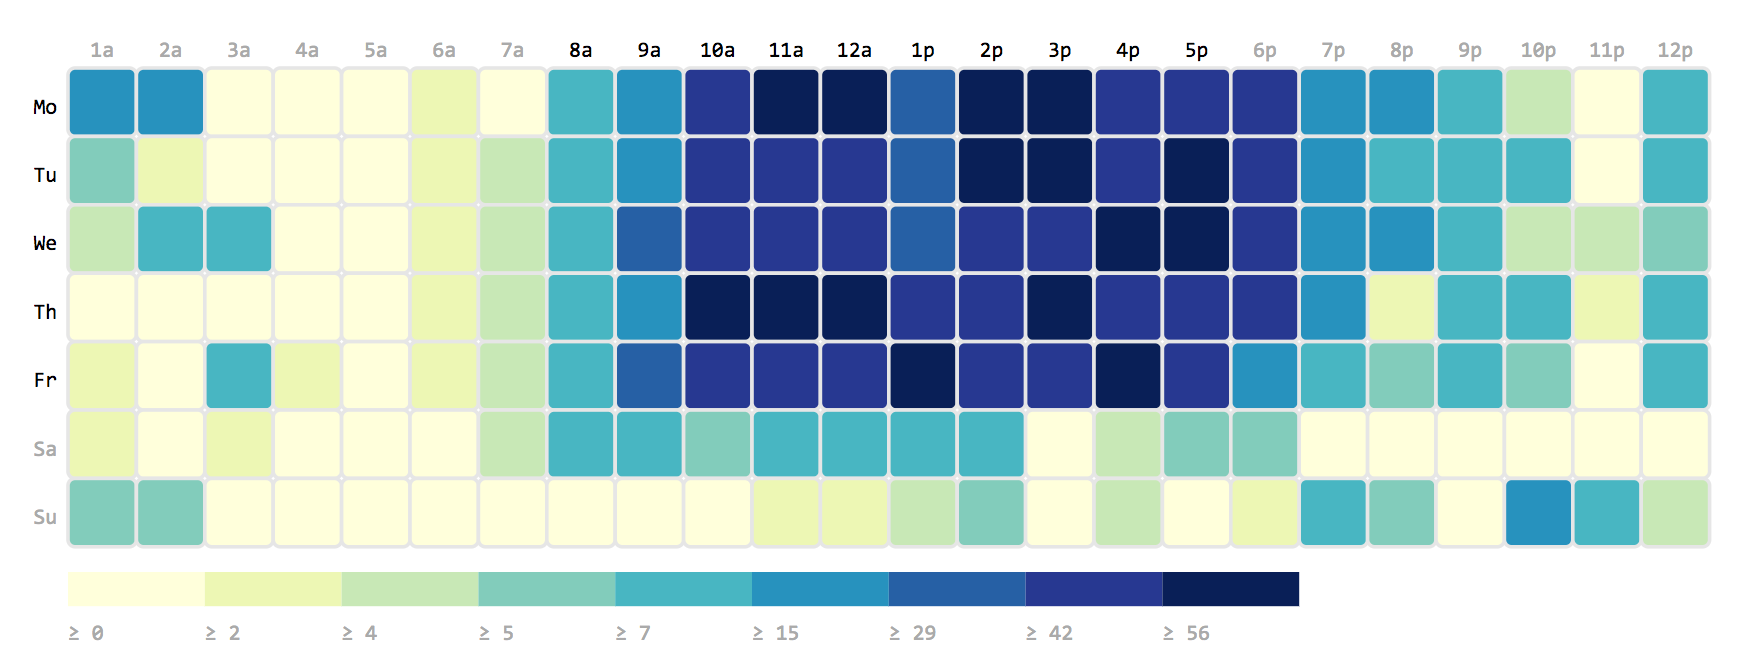 1a 2a 3a 4a 5a 6a 7a 8a 9a 10a 11a 12a 1p 2p 3p 4p 5p 6p 7p 8p 9p 10p 11p 12p
Mo
Tu
We
Th
Fr
Sa
Su
≥ 0 ≥ 2 ≥ 4 ≥ 5 ≥ 7 ≥ 15 ≥ 29 ≥ 42 ≥ 56